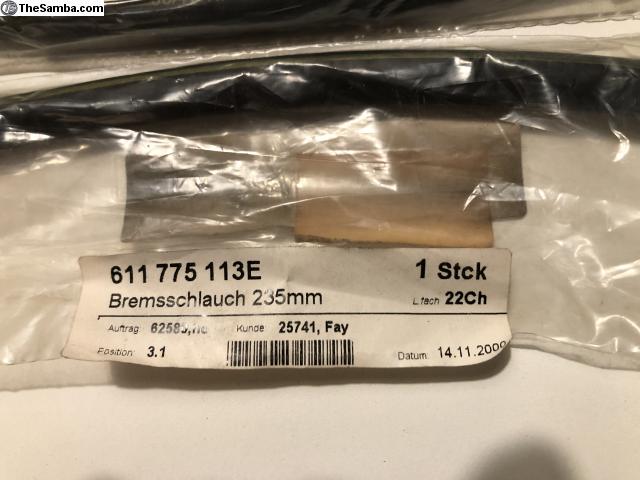 TheSamba.com
611 775 113E 1 Stck
Bremsschlauch 235mm L.fach 22Ch
Auftrag: Kunde: 25741, Fay
Position: 3.1 Datum: 14.11.2000